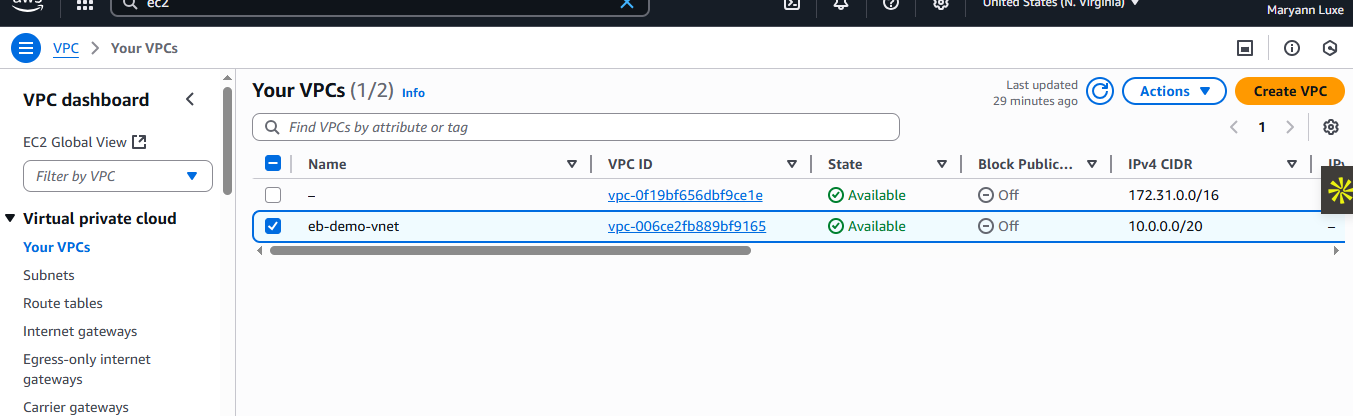 aws
ec2
United States (N. Virginia)
Maryann Luxe
VPC > Your VPCs
VPC dashboard
EC2 Global View
Filter by VPC
Virtual private cloud
Your VPCs
Subnets
Route tables
Internet gateways
Egress-only internet
gateways
Carrier gateways
Your VPCs (1/2) Info
Last updated
29 minutes ago
Actions
Create VPC
Find VPCs by attribute or tag
1
Name VPC ID State Block Public... IPv4 CIDR
– vpc-0f19bf656dbf9ce1e Available Off 172.31.0.0/16
eb-demo-vnet vpc-006ce2fb889bf9165 Available Off 10.0.0.0/20 –